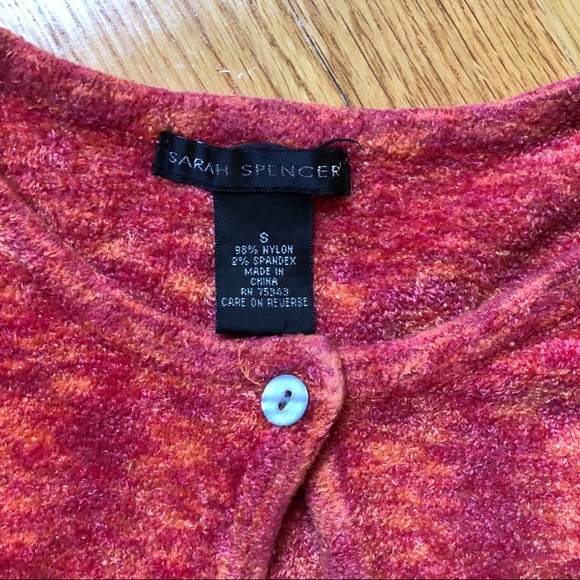 SARAH SPENCER
S
98% NYLON
2% SPANDEX
MADE IN
CHINA
RN 75343
CARE ON REVERSE